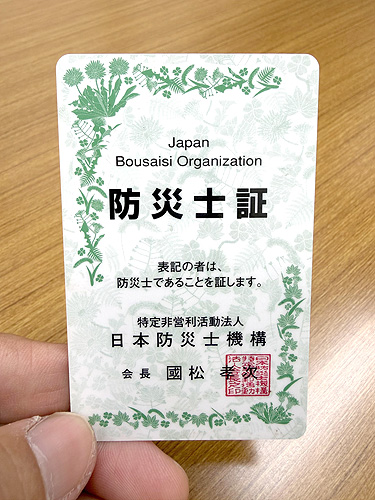 Japan
Bousaisi Organization
防災士証
表記の者は、
防災士であることを証します。
特定非営利活動法人
日本防災士機構
会長 國松 孝次